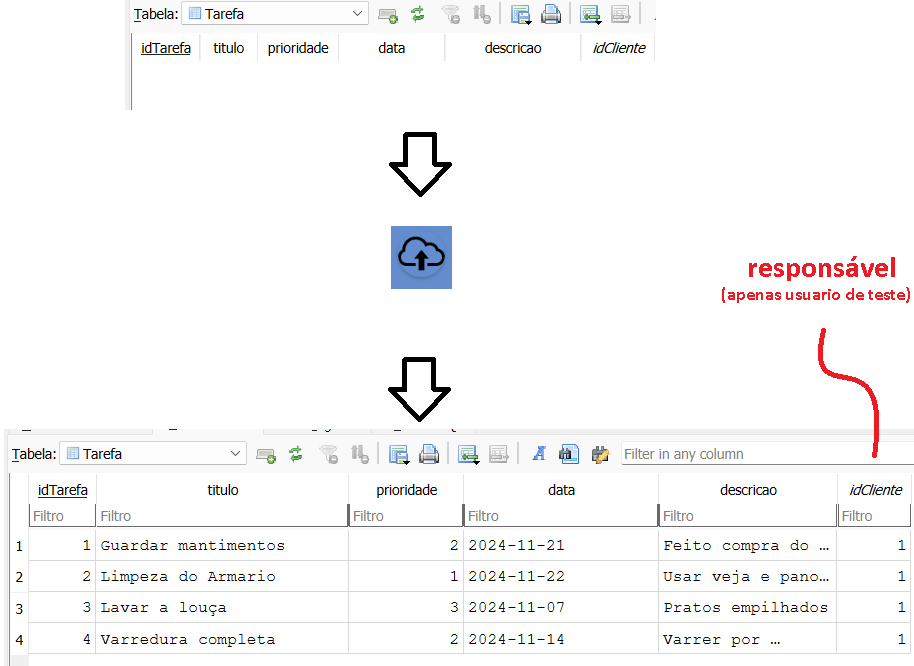 Tabela: Tarefa
idTarefa titulo prioridade data descricao idCliente
responsável
(apenas usuario de teste)
Tabela: Tarefa Filter in any column
idTarefa titulo prioridade data descricao idCliente
Filtro Filtro Filtro Filtro Filtro Filtro
1 1 Guardar mantimentos 2 2024-11-21 Feito compra do … 1
2 2 Limpeza do Armario 1 2024-11-22 Usar veja e pano… 1
3 3 Lavar a louça 3 2024-11-07 Pratos empilhados 1
4 4 Varredura completa 2 2024-11-14 Varrer por … 1